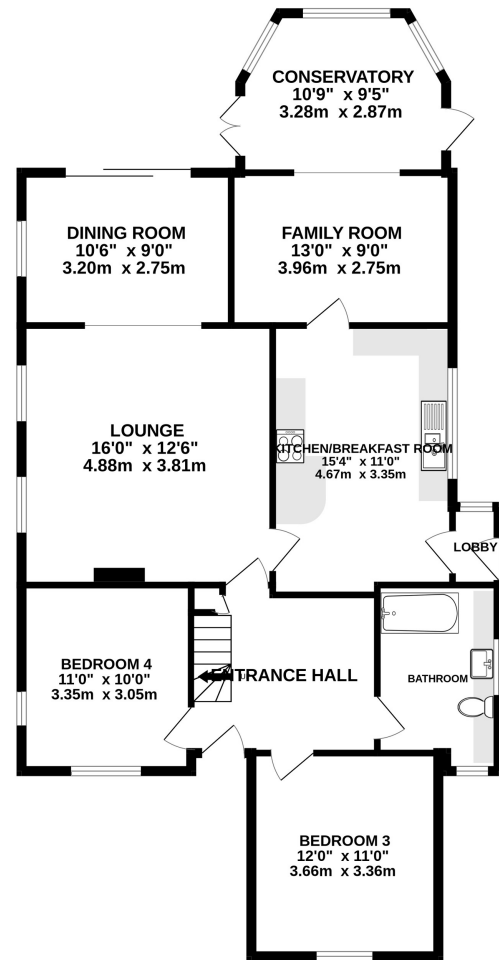 CONSERVATORY
10'9" x 9'5"
3.28m x 2.87m
DINING ROOM
10'6" x 9'0"
3.20m x 2.75m
FAMILY ROOM
13'0" x 9'0"
3.96m x 2.75m
LOUNGE
16'0" x 12'6"
4.88m x 3.81m
KITCHEN/BREAKFAST ROOM
15'4" x 11'0"
4.67m x 3.35m
LOBBY
BEDROOM 4
11'0" x 10'0"
3.35m x 3.05m
ENTRANCE HALL
BATHROOM
BEDROOM 3
12'0" x 11'0"
3.66m x 3.36m